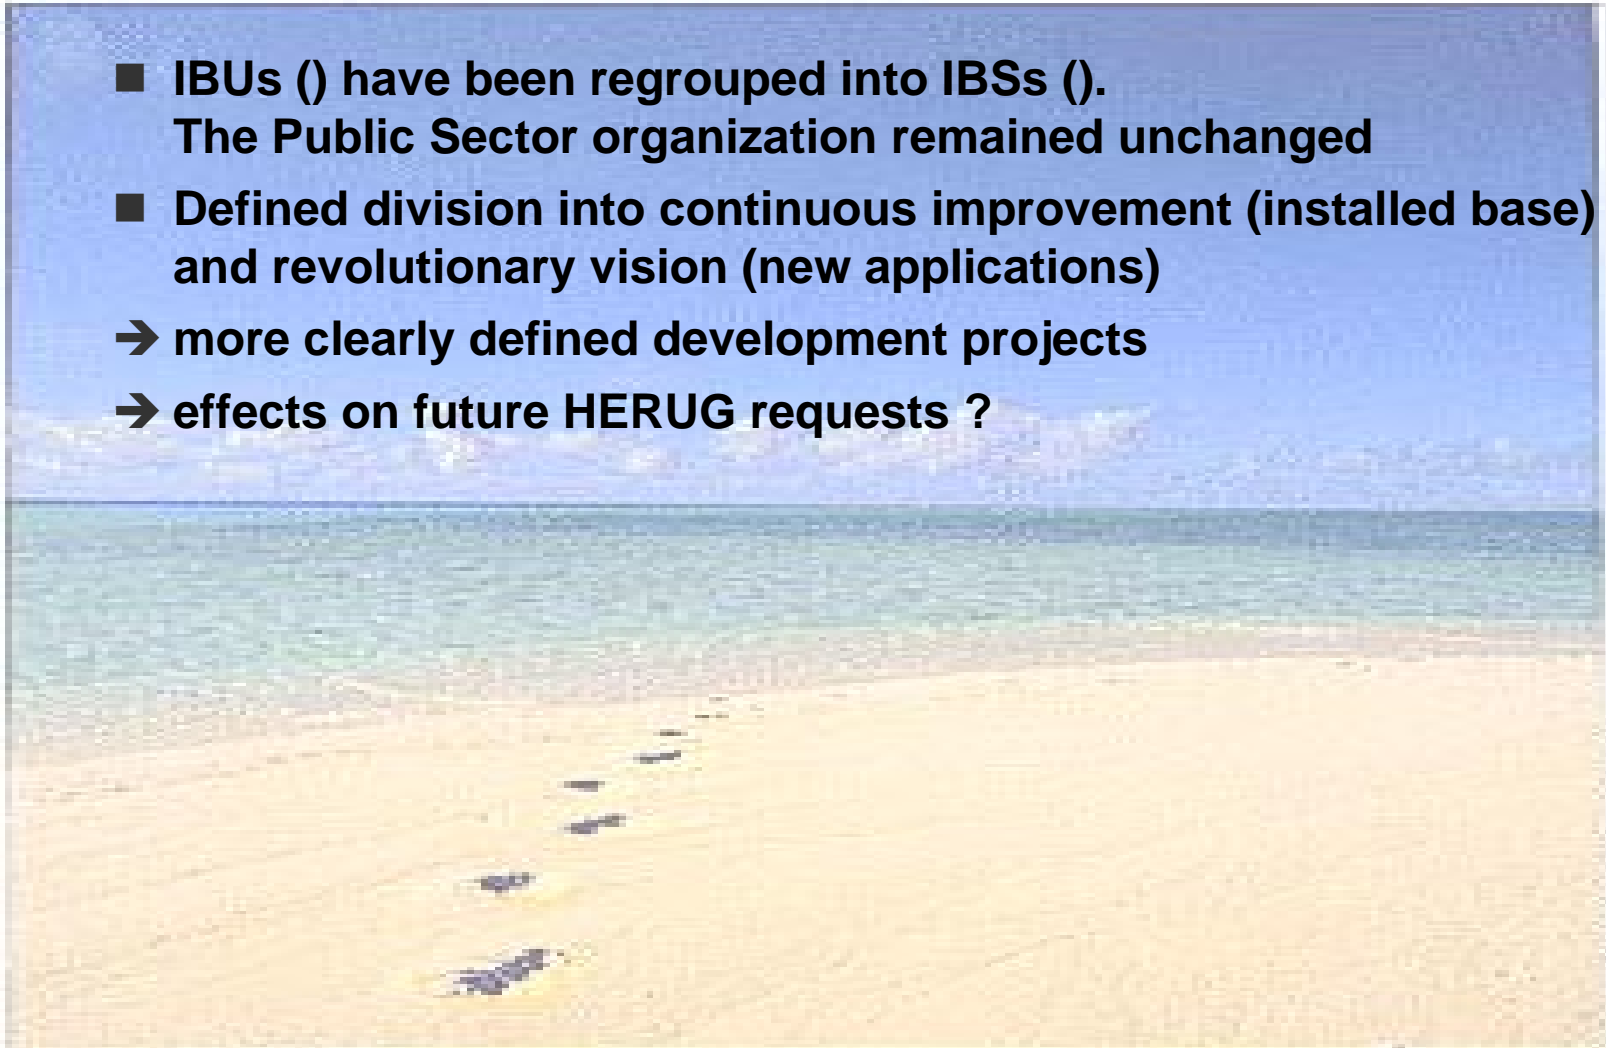 ■ IBUs () have been regrouped into IBSs ().
The Public Sector organization remained unchanged
■ Defined division into continuous improvement (installed base)
and revolutionary vision (new applications)
➔ more clearly defined development projects
➔ effects on future HERUG requests ?